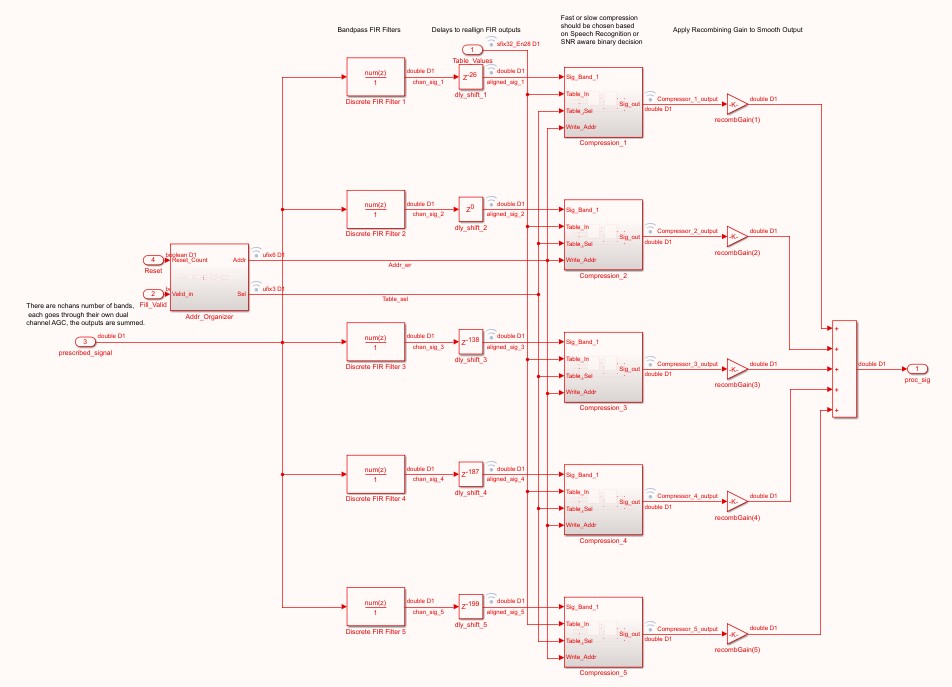 Bandpass FIR Filters
Delays to reallign FIR outputs
Fast or slow compression
should be chosen based
on Speech Recognition or
SNR aware binary decision
Apply Recombining Gain to Smooth Output
1
sfix32_En28 D1
Table_Values
num(z)
1
Discrete FIR Filter 1
double D1
chan_sig_1
z-26
dly_shift_1
double D1
aligned_sig_1
Sig_Band_1
Table_In
Table_Sel
Write_Addr
Sig_out
Compression_1
Compressor_1_output
double D1
-K-
recombGain(1)
double D1
num(z)
1
Discrete FIR Filter 2
double D1
chan_sig_2
z0
dly_shift_2
double D1
aligned_sig_2
Sig_Band_1
Table_In
Table_Sel
Write_Addr
Sig_out
Compression_2
Compressor_2_output
double D1
-K-
recombGain(2)
double D1
4
boolean D1
Reset
2
Fill_Valid
Reset_Count
Valid_in
Addr
Sel
Addr_Organizer
ufix6 D1
ufix3 D1
Addr_wr
Table_sel
There are nchans number of bands,
each goes through their own dual
channel AGC, the outputs are summed.
3
double D1
prescribed_signal
num(z)
1
Discrete FIR Filter 3
double D1
chan_sig_3
z-138
dly_shift_3
double D1
aligned_sig_3
Sig_Band_1
Table_In
Table_Sel
Write_Addr
Sig_out
Compression_3
Compressor_3_output
double D1
-K-
recombGain(3)
double D1
+
+
+
+
+
double D1
1
proc_sig
num(z)
1
Discrete FIR Filter 4
double D1
chan_sig_4
z-187
dly_shift_4
double D1
aligned_sig_4
Sig_Band_1
Table_In
Table_Sel
Write_Addr
Sig_out
Compression_4
Compressor_4_output
double D1
-K-
recombGain(4)
double D1
num(z)
1
Discrete FIR Filter 5
double D1
chan_sig_5
z-199
dly_shift_5
double D1
aligned_sig_5
Sig_Band_1
Table_In
Table_Sel
Write_Addr
Sig_out
Compression_5
Compressor_5_output
double D1
-K-
recombGain(5)
double D1